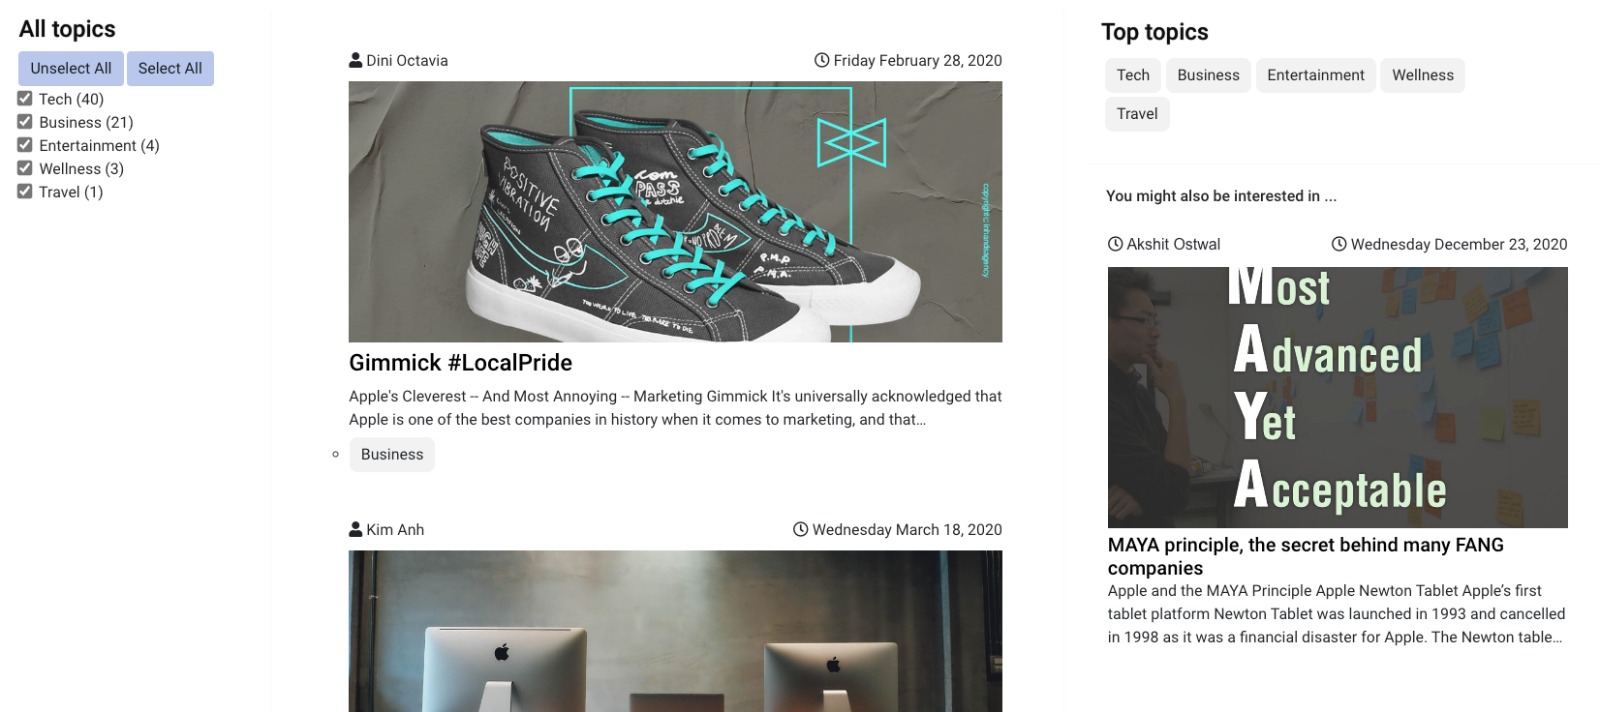 All topics
Unselect All
Select All
Tech (40)
Business (21)
Entertainment (4)
Wellness (3)
Travel (1)
Dini Octavia
Friday February 28, 2020
POSITIVE
VIBRATION
com
PASS
copyright: inhandagency
P.M.D
P.M.A.
Gimmick #LocalPride
Apple's Cleverest -- And Most Annoying -- Marketing Gimmick It's universally acknowledged that
Apple is one of the best companies in history when it comes to marketing, and that...
Business
Kim Anh
Wednesday March 18, 2020
Top topics
Tech
Business
Entertainment
Wellness
Travel
You might also be interested in ...
Akshit Ostwal
Wednesday December 23, 2020
Most
Advanced
Yet
Acceptable
MAYA principle, the secret behind many FANG
companies
Apple and the MAYA Principle Apple Newton Tablet Apple’s first
tablet platform Newton Tablet was launched in 1993 and cancelled
in 1998 as it was a financial disaster for Apple. The Newton table...